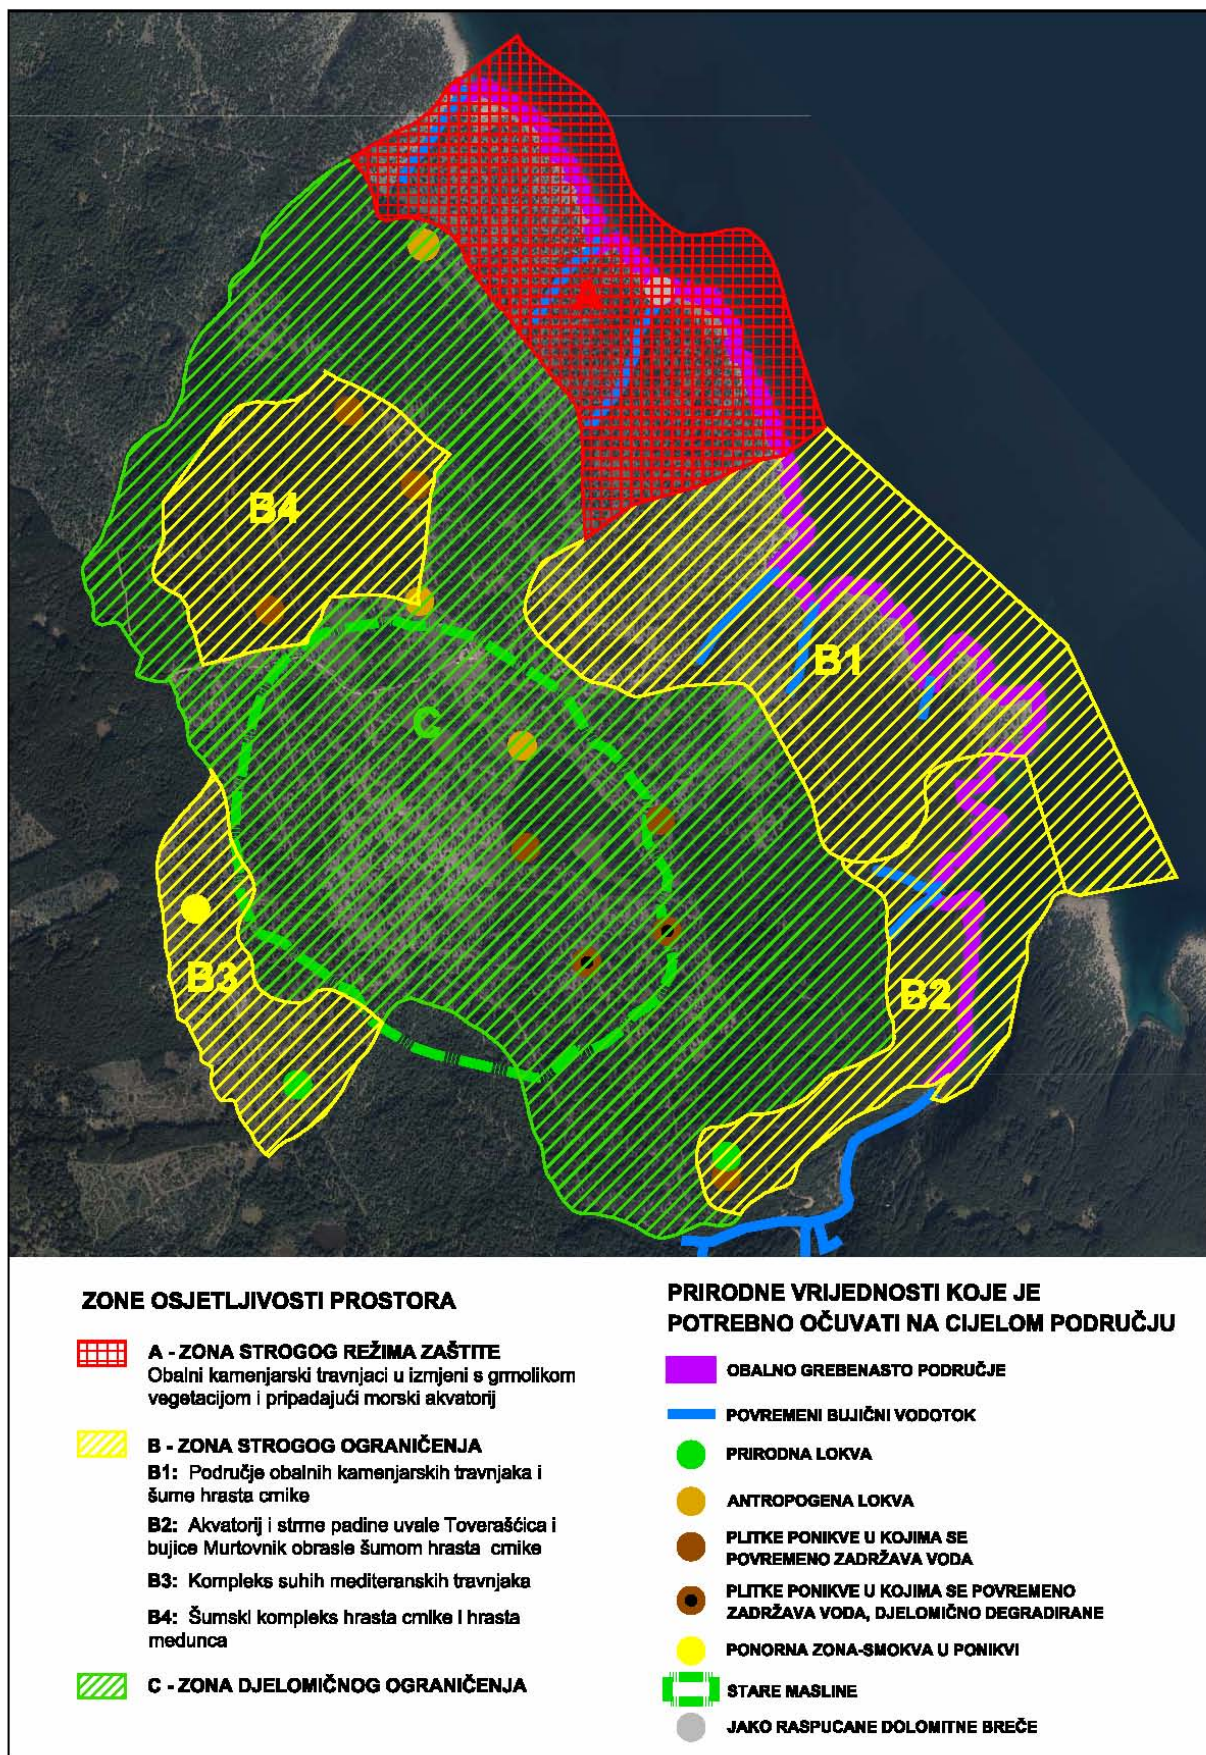 A
B4
B1
C
B3
B2
ZONE OSJETLJIVOSTI PROSTORA
A - ZONA STROGOG REŽIMA ZAŠTITE
Obalni kamenjarski travnjaci u izmjeni s grmolikom
vegetacijom i pripadajući morski akvatorij
B - ZONA STROGOG OGRANIČENJA
B1: Područje obalnih kamenjarskih travnjaka i
šume hrasta crnike
B2: Akvatorij i strme padine uvale Toverašćica i
bujice Murtovnik obrasle šumom hrasta crnike
B3: Kompleks suhih mediteranskih travnjaka
B4: Šumski kompleks hrasta crnike i hrasta
medunca
C - ZONA DJELOMIČNOG OGRANIČENJA
PRIRODNE VRIJEDNOSTI KOJE JE
POTREBNO OČUVATI NA CIJELOM PODRUČJU
OBALNO GREBENASTO PODRUČJE
POVREMENI BUJIČNI VODOTOK
PRIRODNA LOKVA
ANTROPOGENA LOKVA
PLITKE PONIKVE U KOJIMA SE
POVREMENO ZADRŽAVA VODA
PLITKE PONIKVE U KOJIMA SE POVREMENO
ZADRŽAVA VODA, DJELOMIČNO DEGRADIRANE
PONORNA ZONA-SMOKVA U PONIKVI
STARE MASLINE
JAKO RASPUCANE DOLOMITNE BREČE